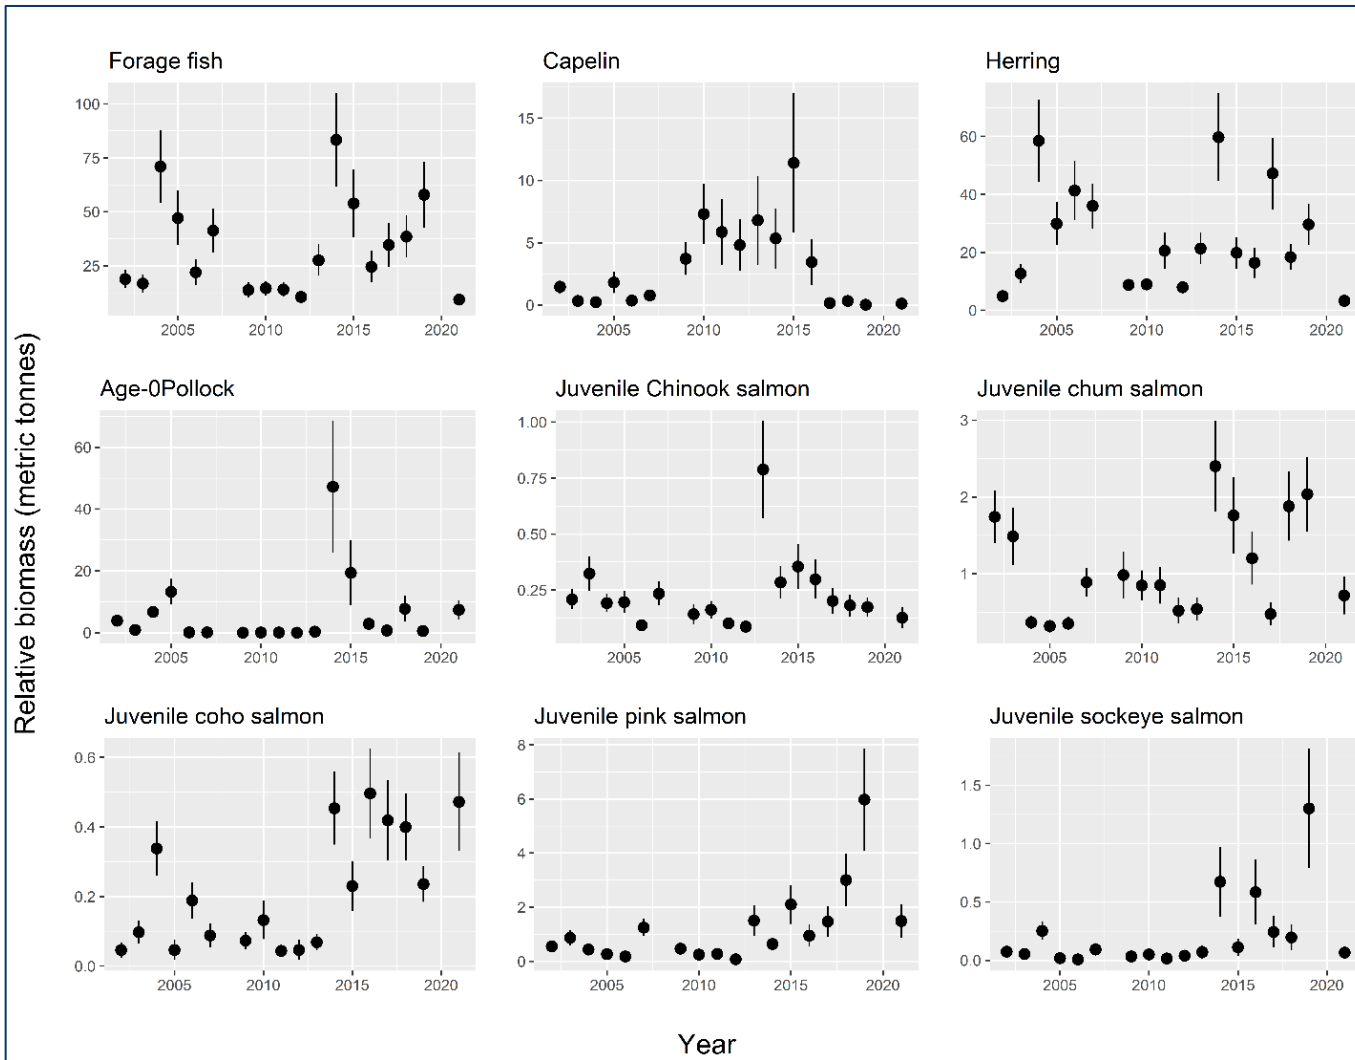 Forage fish
Capelin
Herring
100
75
50
25
2005 2010 2015 2020
15
10
5
0
2005 2010 2015 2020
60
40
20
0
2005 2010 2015 2020
Relative biomass (metric tonnes)
Age-0Pollock
Juvenile Chinook salmon
Juvenile chum salmon
60
40
20
0
2005 2010 2015 2020
1.00
0.75
0.50
0.25
2005 2010 2015 2020
3
2
1
2005 2010 2015 2020
Juvenile coho salmon
Juvenile pink salmon
Juvenile sockeye salmon
0.6
0.4
0.2
0.0
2005 2010 2015 2020
8
6
4
2
0
2005 2010 2015 2020
1.5
1.0
0.5
0.0
2005 2010 2015 2020
Year